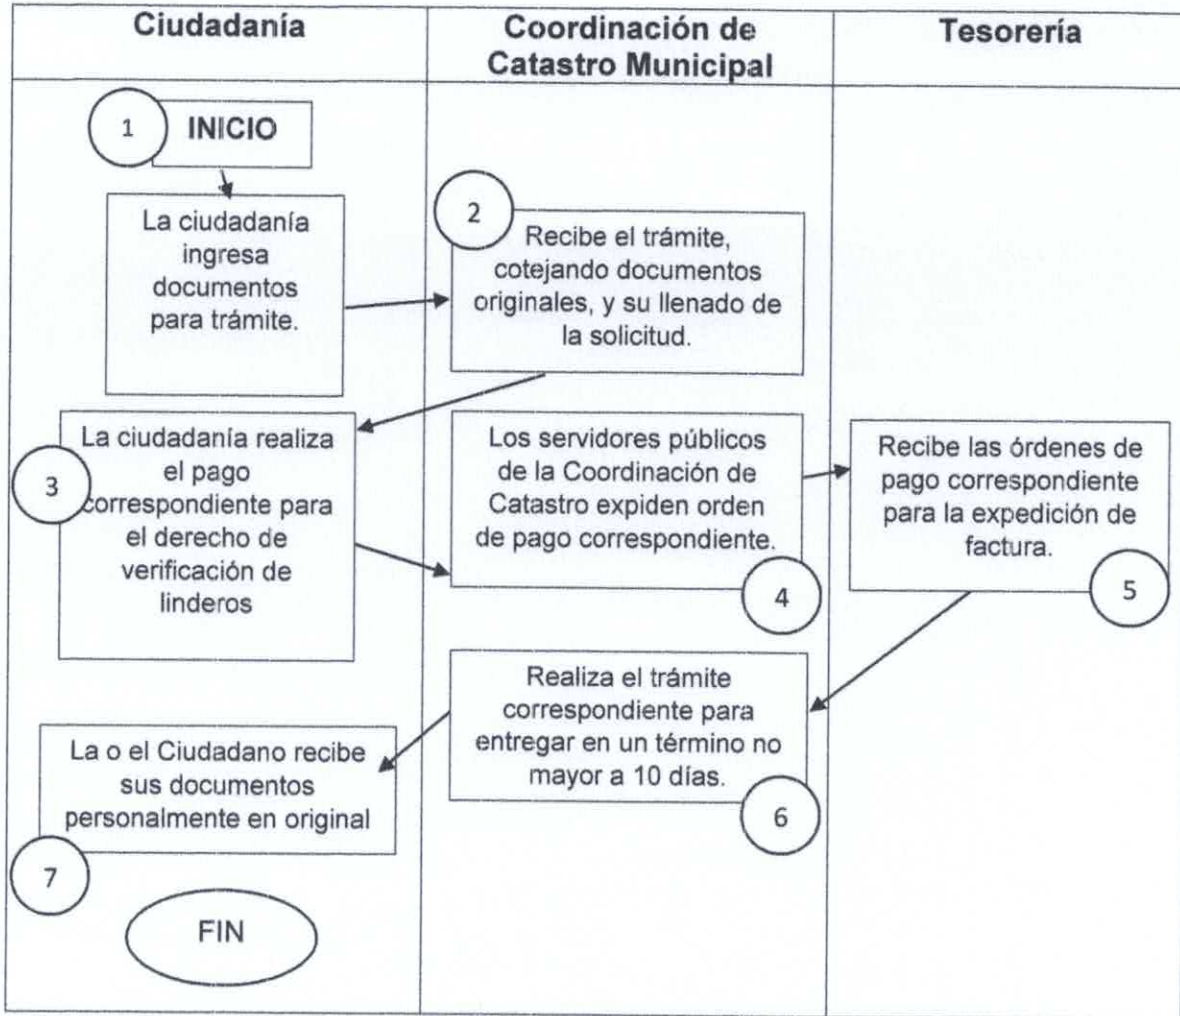 Ciudadanía
Coordinación de
Catastro Municipal
Tesorería
1
INICIO
La ciudadanía
ingresa
documentos
para trámite.
2
Recibe el trámite,
cotejando documentos
originales, y su llenado de
la solicitud.
3
La ciudadanía realiza
el pago
correspondiente para
el derecho de
verificación de
linderos
Los servidores públicos
de la Coordinación de
Catastro expiden orden
de pago correspondiente.
4
Recibe las órdenes de
pago correspondiente
para la expedición de
factura.
5
Realiza el trámite
correspondiente para
entregar en un término no
mayor a 10 días.
6
La o el Ciudadano recibe
sus documentos
personalmente en original
7
FIN